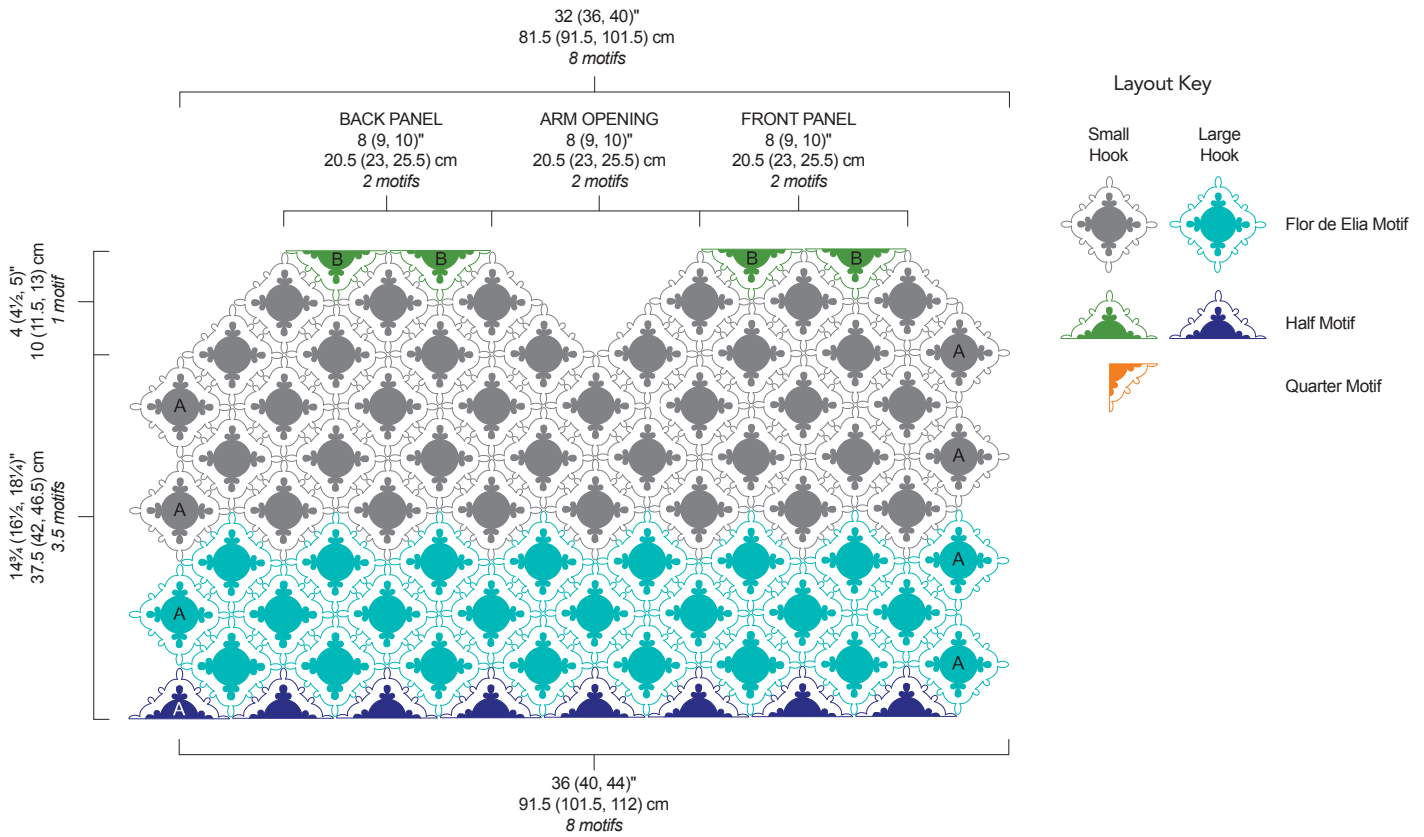 32 (36, 40)"
81.5 (91.5, 101.5) cm
8 motifs
BACK PANEL
8 (9, 10)"
20.5 (23, 25.5) cm
2 motifs
ARM OPENING
8 (9, 10)"
20.5 (23, 25.5) cm
2 motifs
FRONT PANEL
8 (9, 10)"
20.5 (23, 25.5) cm
2 motifs
Layout Key
Small
Hook
Large
Hook
Flor de Elia Motif
Half Motif
Quarter Motif
4 (4½, 5)"
10 (11.5, 13) cm
1 motif
14¾ (16½, 18¼)"
37.5 (42, 46.5) cm
3.5 motifs
B
B
B
B
A
A
A
A
A
A
A
A
36 (40, 44)"
91.5 (101.5, 112) cm
8 motifs